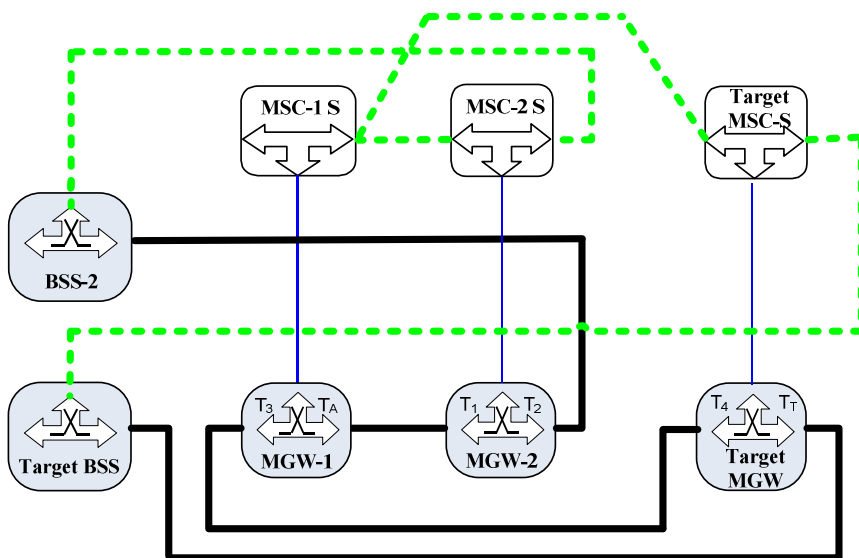 MSC-1 S
MSC-2 S
Target
MSC-S
BSS-2
T3 TA
T1 T2
T4 TT
Target BSS
MGW-1
MGW-2
Target
MGW